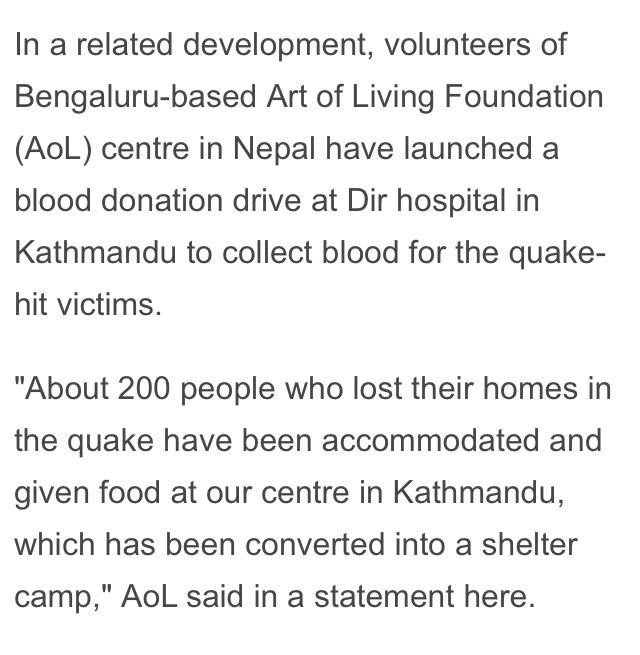 In a related development, volunteers of
Bengaluru-based Art of Living Foundation
(AoL) centre in Nepal have launched a
blood donation drive at Dir hospital in
Kathmandu to collect blood for the quake-
hit victims.
"About 200 people who lost their homes in
the quake have been accommodated and
given food at our centre in Kathmandu,
which has been converted into a shelter
camp," AoL said in a statement here.